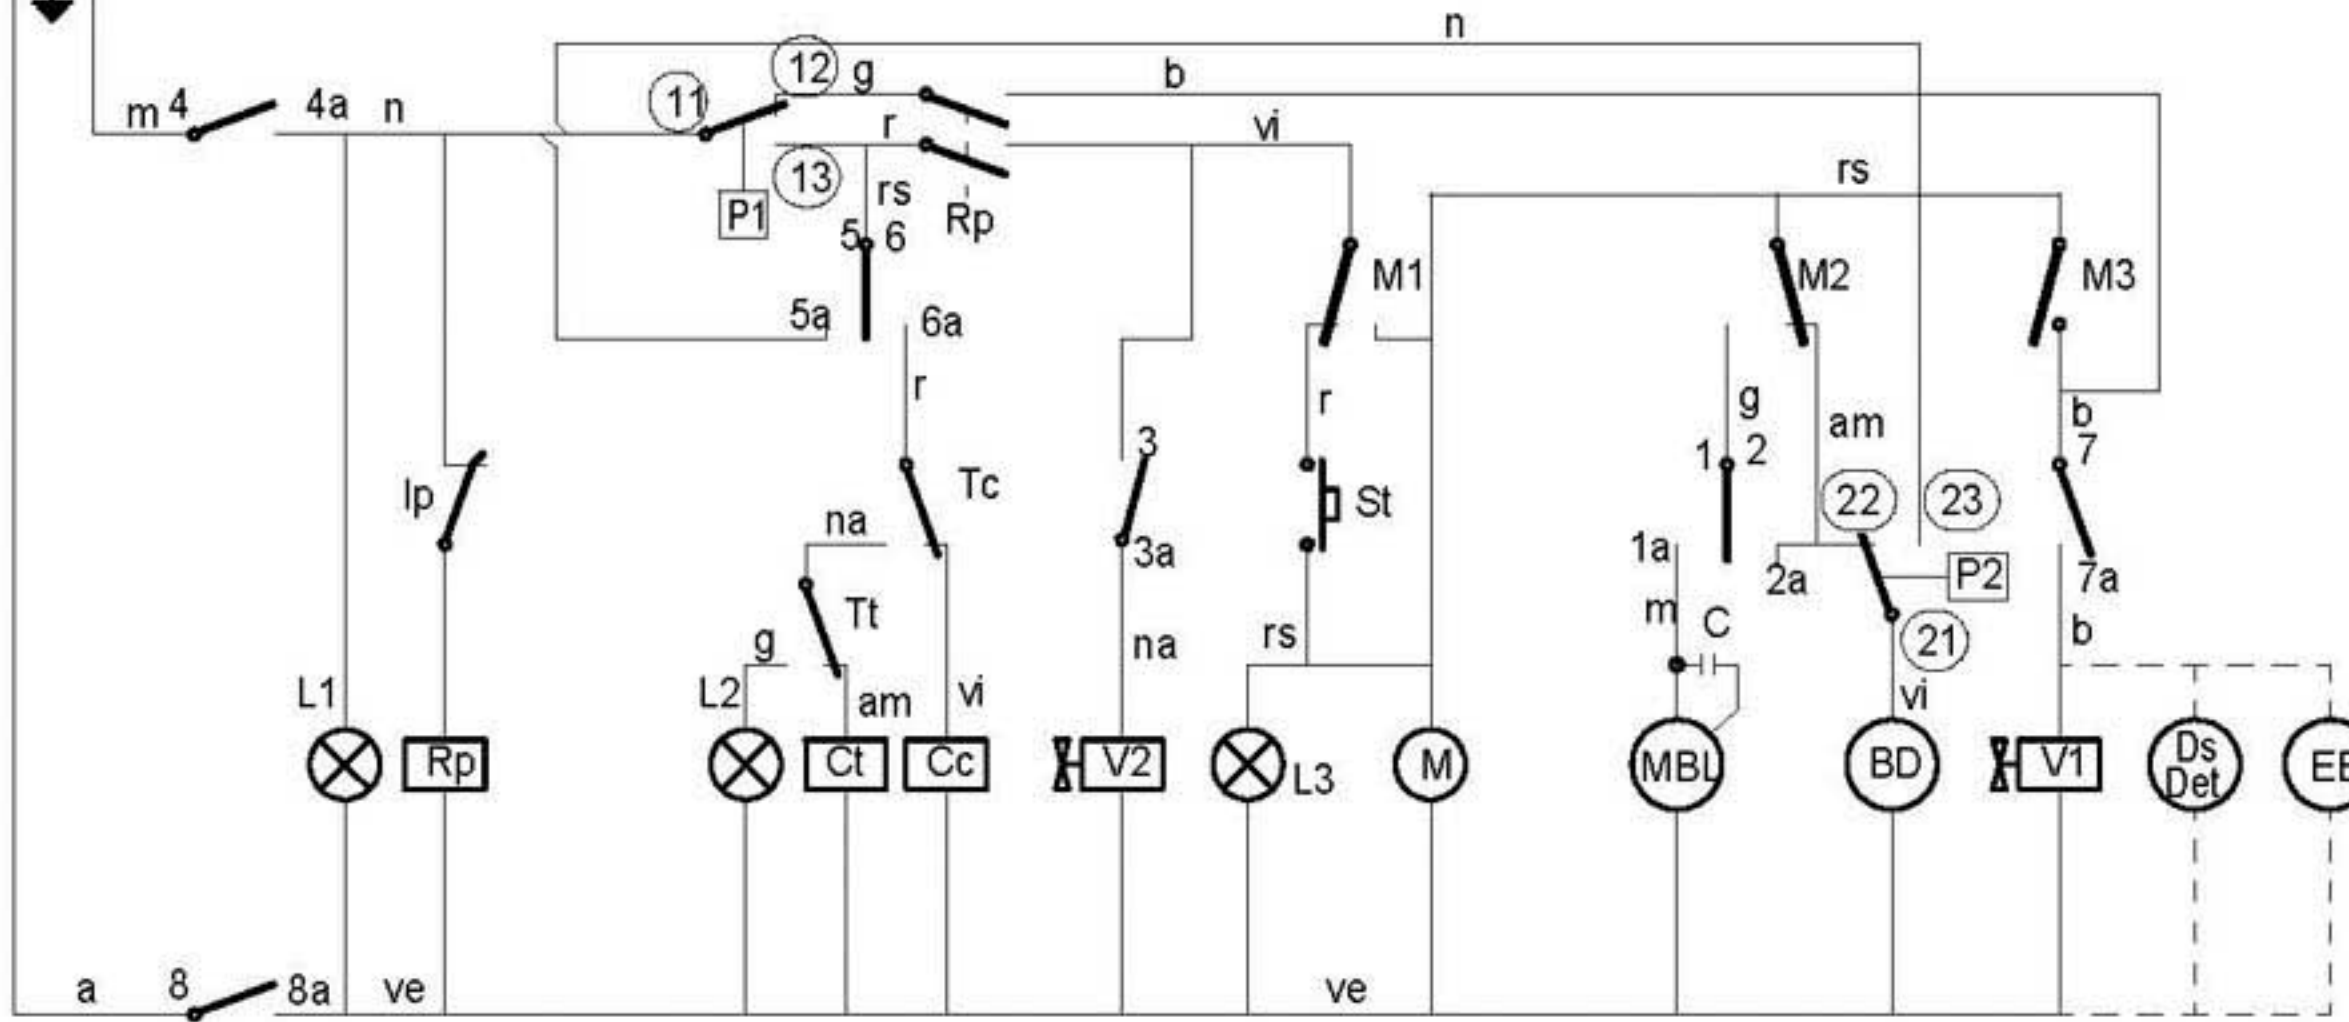 n
12 g b
m 4 4a n 11 r vi
13 rs rs
P1 5 6 Rp
M1 M2 M3
5a 6a
r r g am b
3 1 2 7
Ip Tc St 22 23
na 3a 1a 2a P2 7a
Tt m C
g rs na 21 b
L1 L2 am vi vi
Rp Ct Cc V2 L3 M MBL BD V1 Ds
Det
a 8 8a ve ve